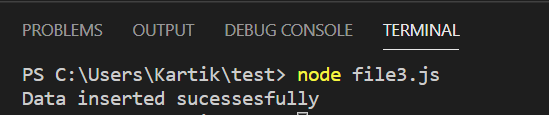 PROBLEMS OUTPUT DEBUG CONSOLE TERMINAL
PS C:\Users\Kartik\test> node file3.js
Data inserted sucessesfully